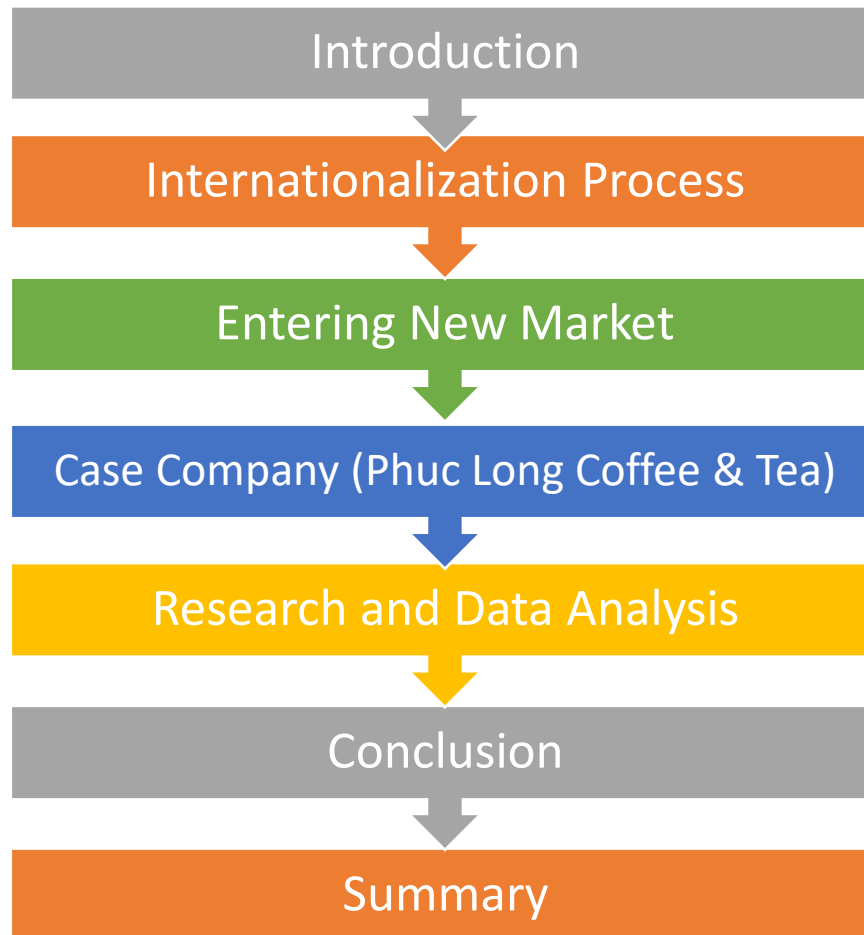 Introduction
Internationalization Process
Entering New Market
Case Company (Phuc Long Coffee & Tea)
Research and Data Analysis
Conclusion
Summary